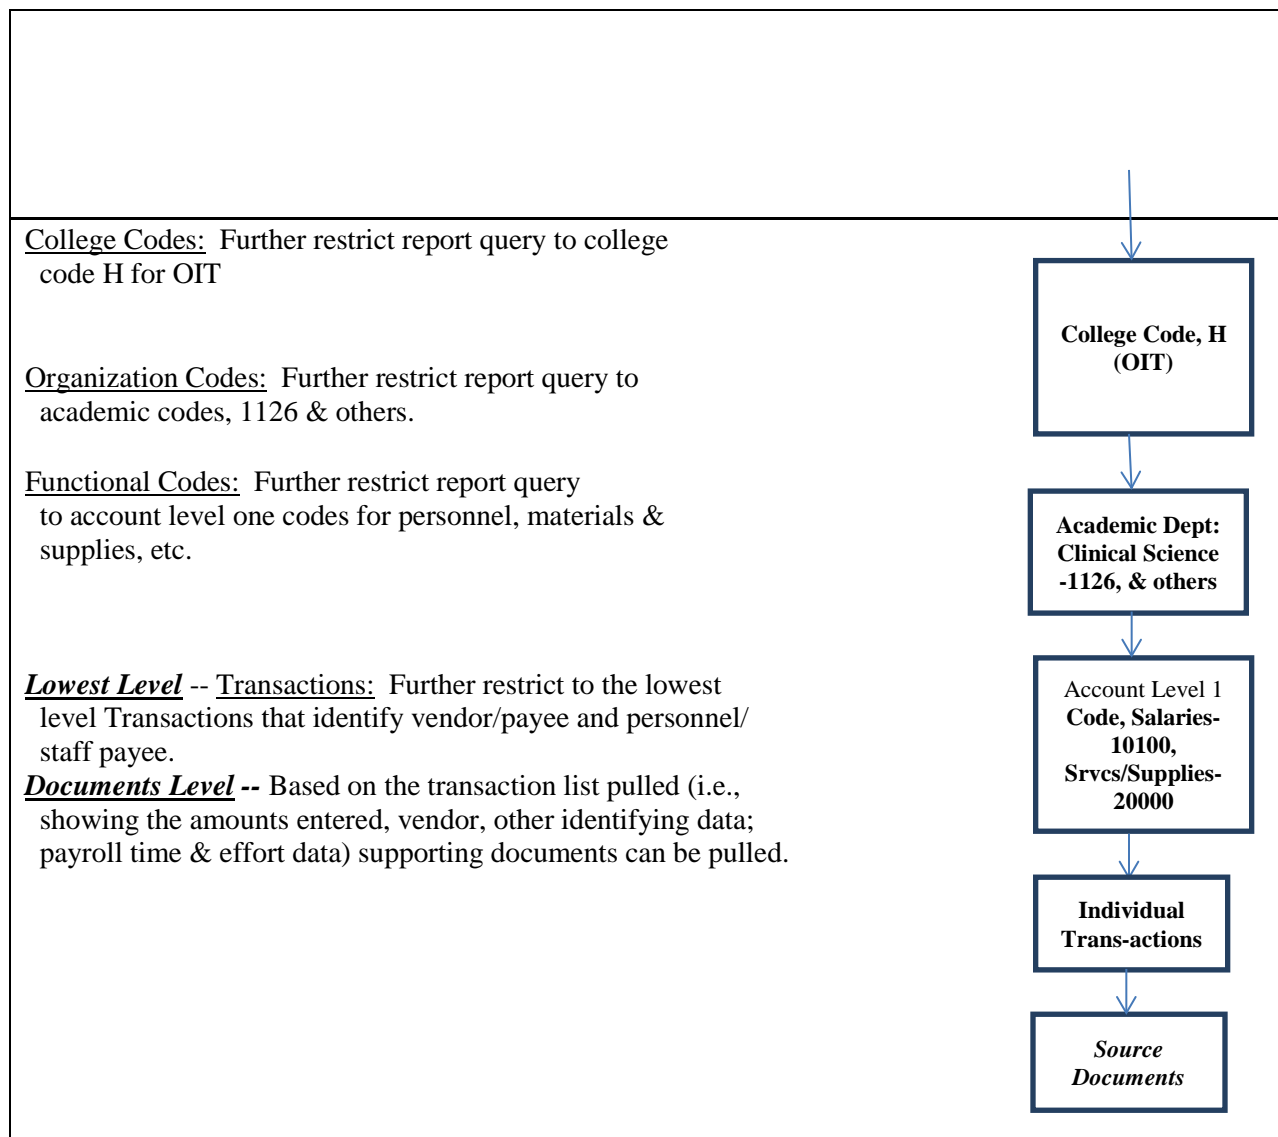 College Codes:  Further restrict report query to college
code H for OIT
Organization Codes:  Further restrict report query to
academic codes, 1126 & others.
Functional Codes:  Further restrict report query
to account level one codes for personnel, materials &
supplies, etc.
Lowest Level -- Transactions:  Further restrict to the lowest
level Transactions that identify vendor/payee and personnel/
staff payee.
Documents Level -- Based on the transaction list pulled (i.e.,
showing the amounts entered, vendor, other identifying data;
payroll time & effort data) supporting documents can be pulled.
College Code, H
(OIT)
Academic Dept:
Clinical Science
-1126, & others
Account Level 1
Code, Salaries-
10100,
Srvcs/Supplies-
20000
Individual
Trans-actions
Source
Documents